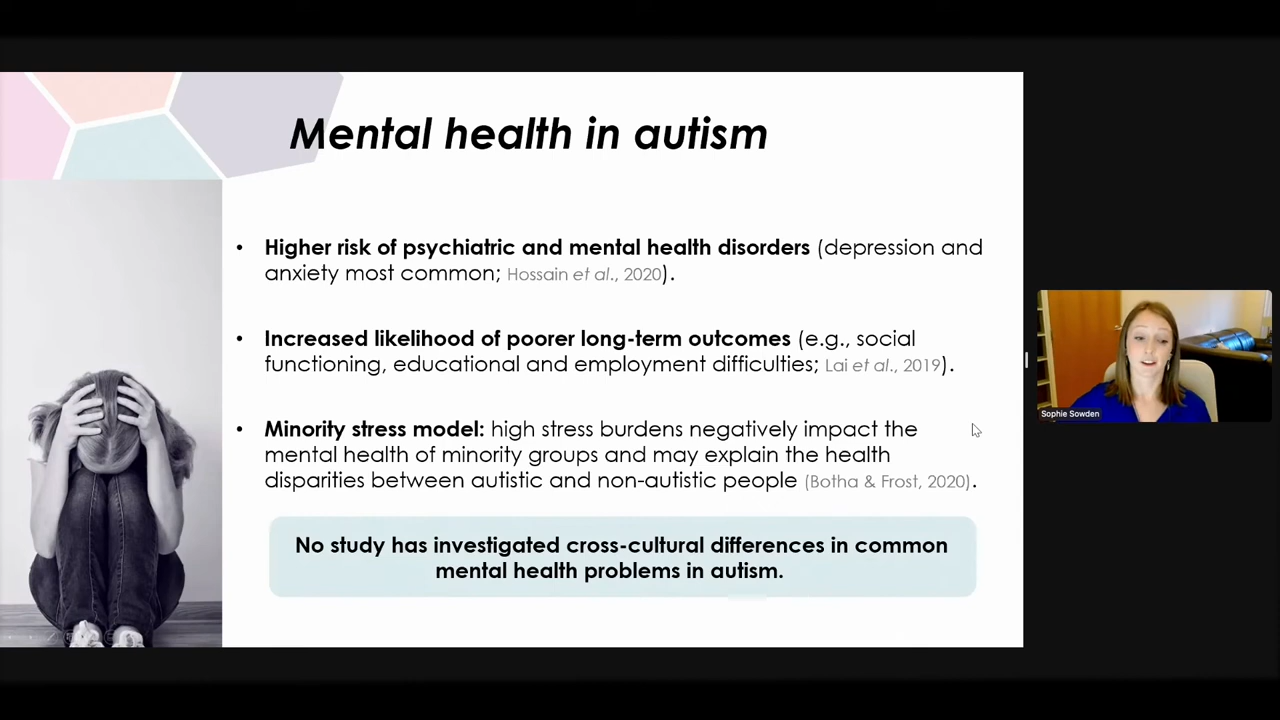 Mental health in autism
• Higher risk of psychiatric and mental health disorders (depression and
anxiety most common; Hossain et al., 2020).
• Increased likelihood of poorer long-term outcomes (e.g., social
functioning, educational and employment difficulties; Lai et al., 2019).
• Minority stress model: high stress burdens negatively impact the
mental health of minority groups and may explain the health
disparities between autistic and non-autistic people (Botha & Frost, 2020).
No study has investigated cross-cultural differences in common
mental health problems in autism.
Sophie Sowden